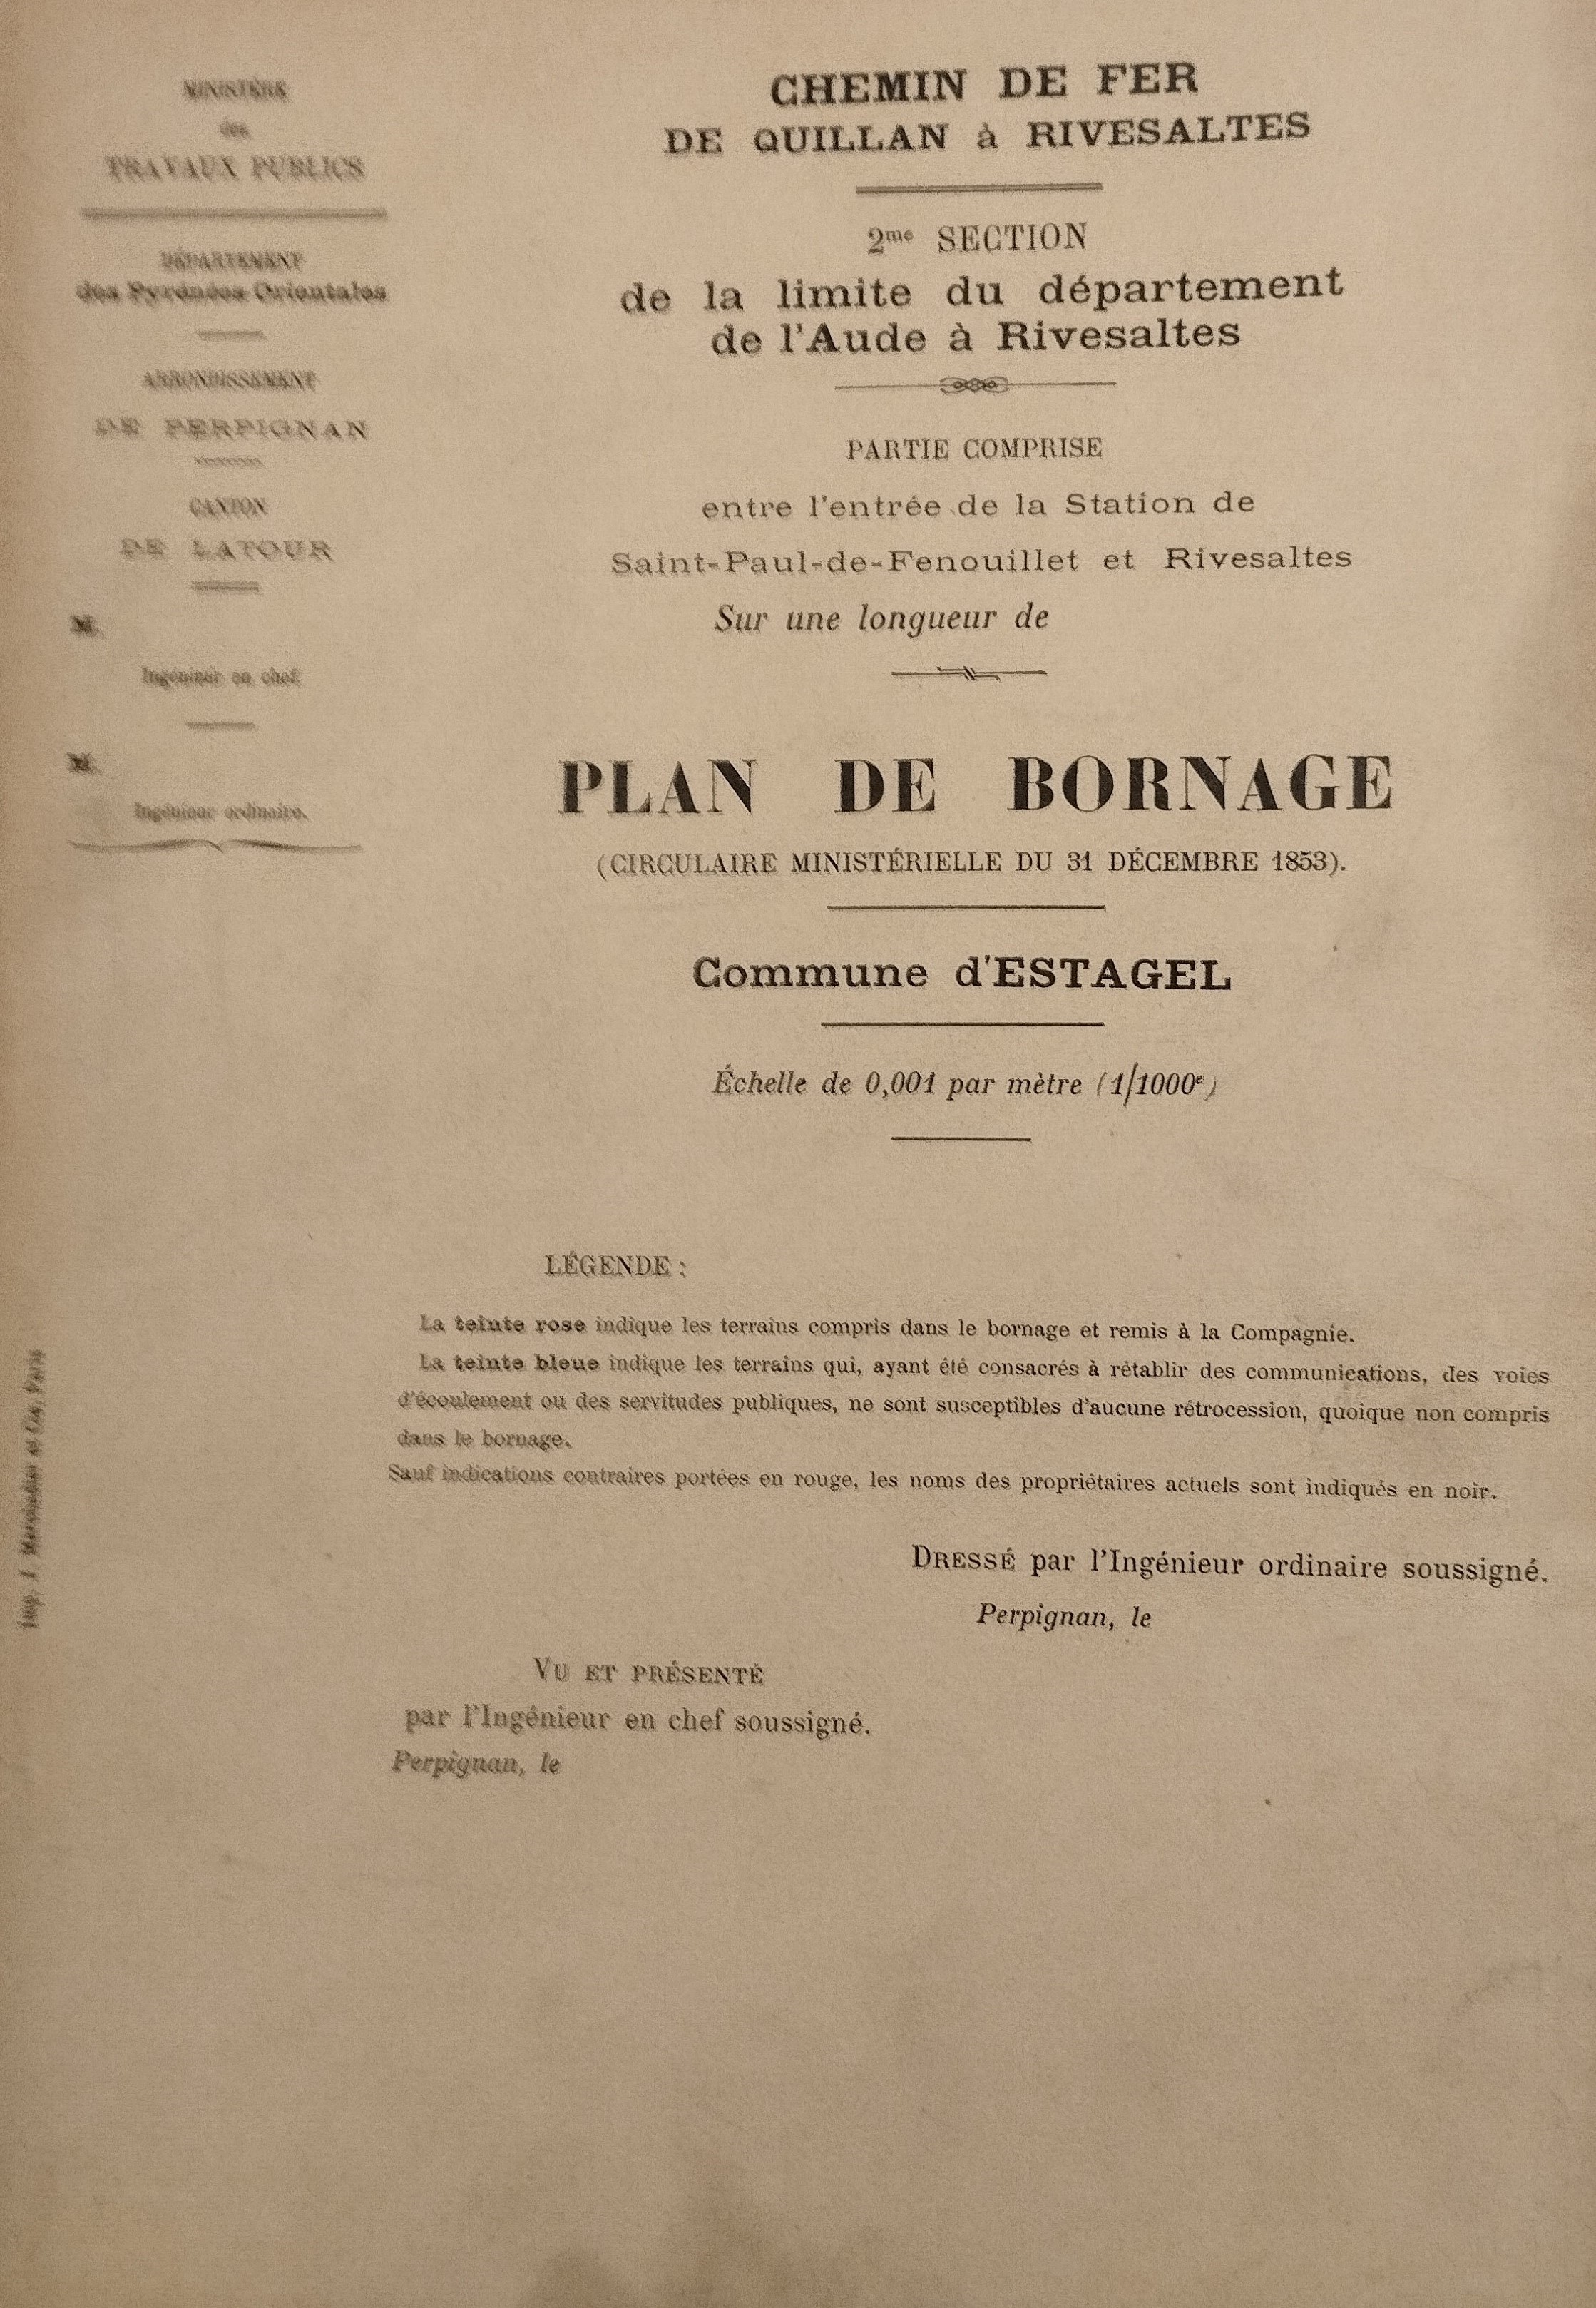 MINISTÈRE
des
TRAVAUX PUBLICS
DÉPARTEMENT
des Pyrénées-Orientales
ARRONDISSEMENT
DE PERPIGNAN
CANTON
DE LATOUR
M.
Ingénieur en chef.
M.
Ingénieur ordinaire.
CHEMIN DE FER
DE QUILLAN à RIVESALTES
2me SECTION
de la limite du département
de l'Aude à Rivesaltes
PARTIE COMPRISE
entre l'entrée de la Station de
Saint-Paul-de-Fenouillet et Rivesaltes
Sur une longueur de
PLAN DE BORNAGE
(CIRCULAIRE MINISTÉRIELLE DU 31 DÉCEMBRE 1853).
Commune d'ESTAGEL
Échelle de 0,001 par mètre (1/1000e)
LÉGENDE :
La teinte rose indique les terrains compris dans le bornage et remis à la Compagnie.
La teinte bleue indique les terrains qui, ayant été consacrés à rétablir des communications, des voies
d'écoulement ou des servitudes publiques, ne sont susceptibles d'aucune rétrocession, quoique non compris
dans le bornage.
Sauf indications contraires portées en rouge, les noms des propriétaires actuels sont indiqués en noir.
DRESSÉ par l'Ingénieur ordinaire soussigné.
Perpignan, le
VU ET PRÉSENTÉ
par l'Ingénieur en chef soussigné.
Perpignan, le
Imp. et Cie, Paris